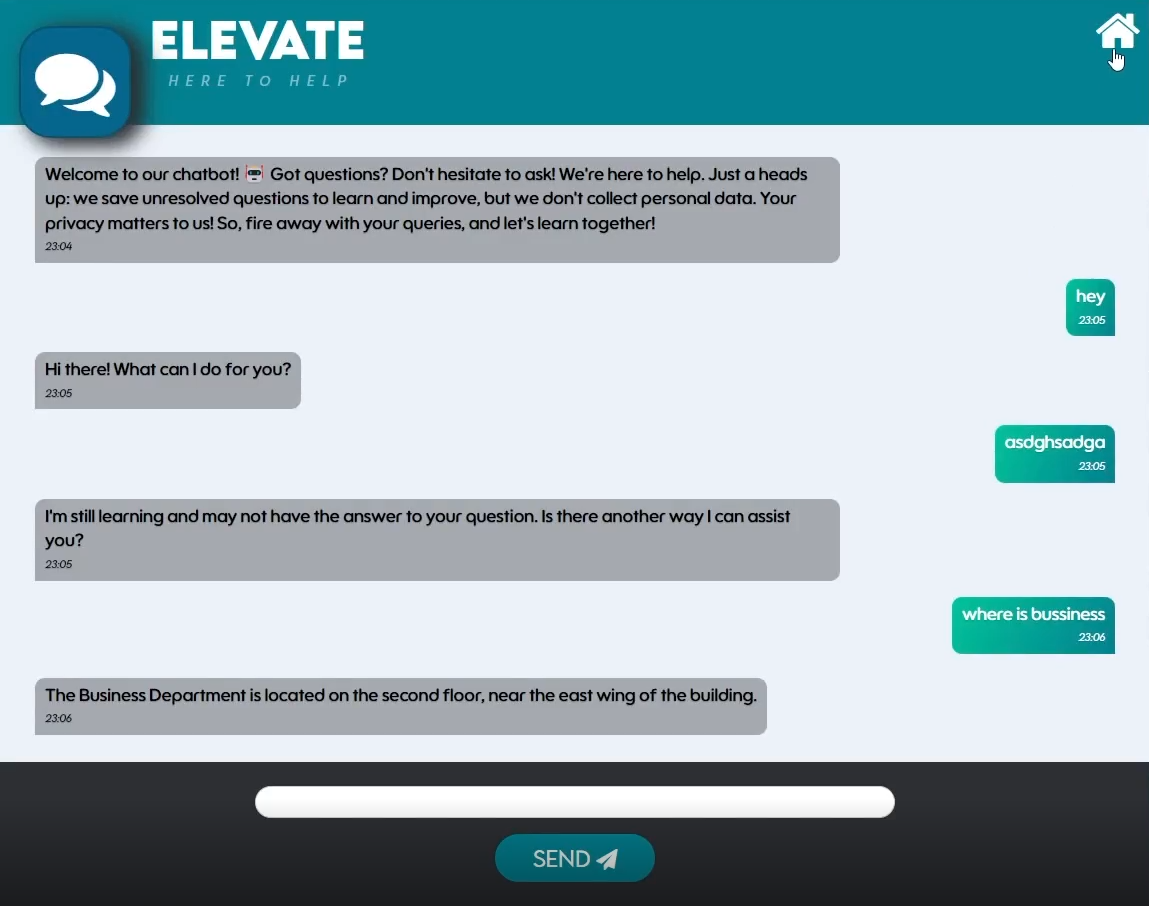 ELEVATE
HERE TO HELP
Welcome to our chatbot! 🤖 Got questions? Don't hesitate to ask! We're here to help. Just a heads
up: we save unresolved questions to learn and improve, but we don't collect personal data. Your
privacy matters to us! So, fire away with your queries, and let's learn together!
23:04
hey
23:05
Hi there! What can I do for you?
23:05
asdghsadga
23:05
I'm still learning and may not have the answer to your question. Is there another way I can assist
you?
23:05
where is bussiness
23:06
The Business Department is located on the second floor, near the east wing of the building.
23:06
SEND